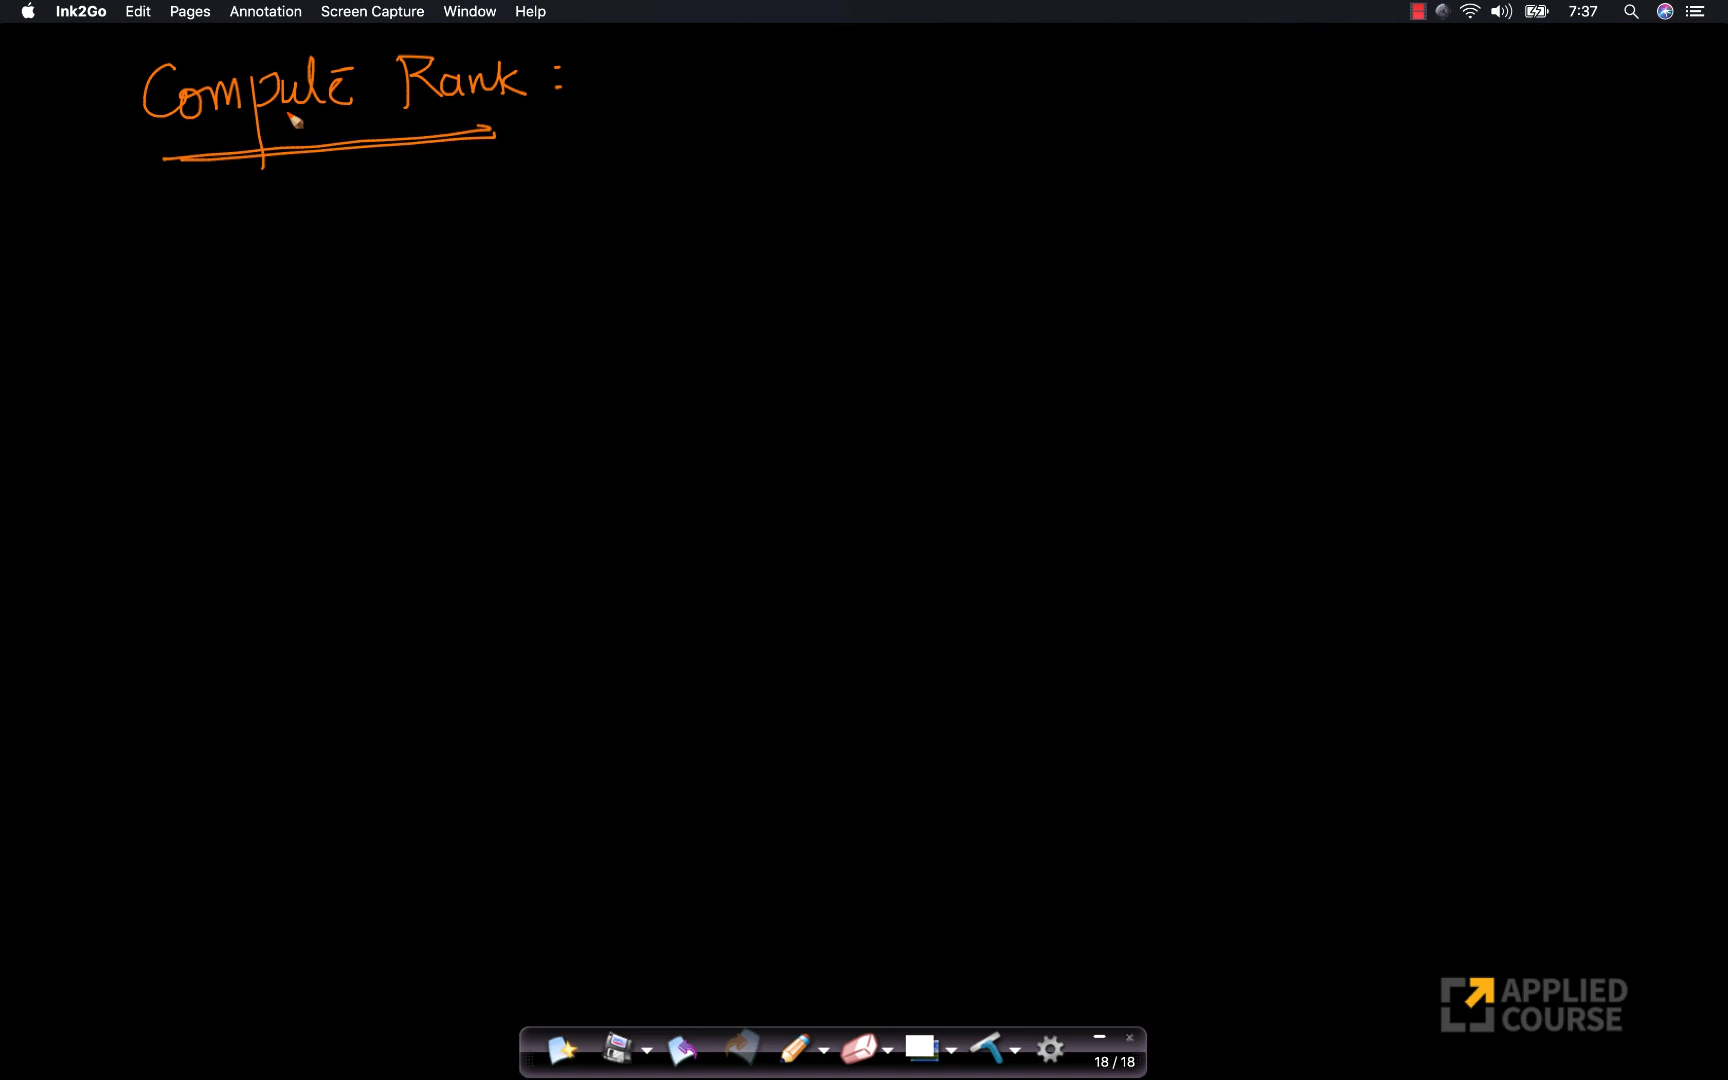 Ink2Go Edit Pages Annotation Screen Capture Window Help 7:37
Compute Rank :
APPLIED
COURSE
18 / 18